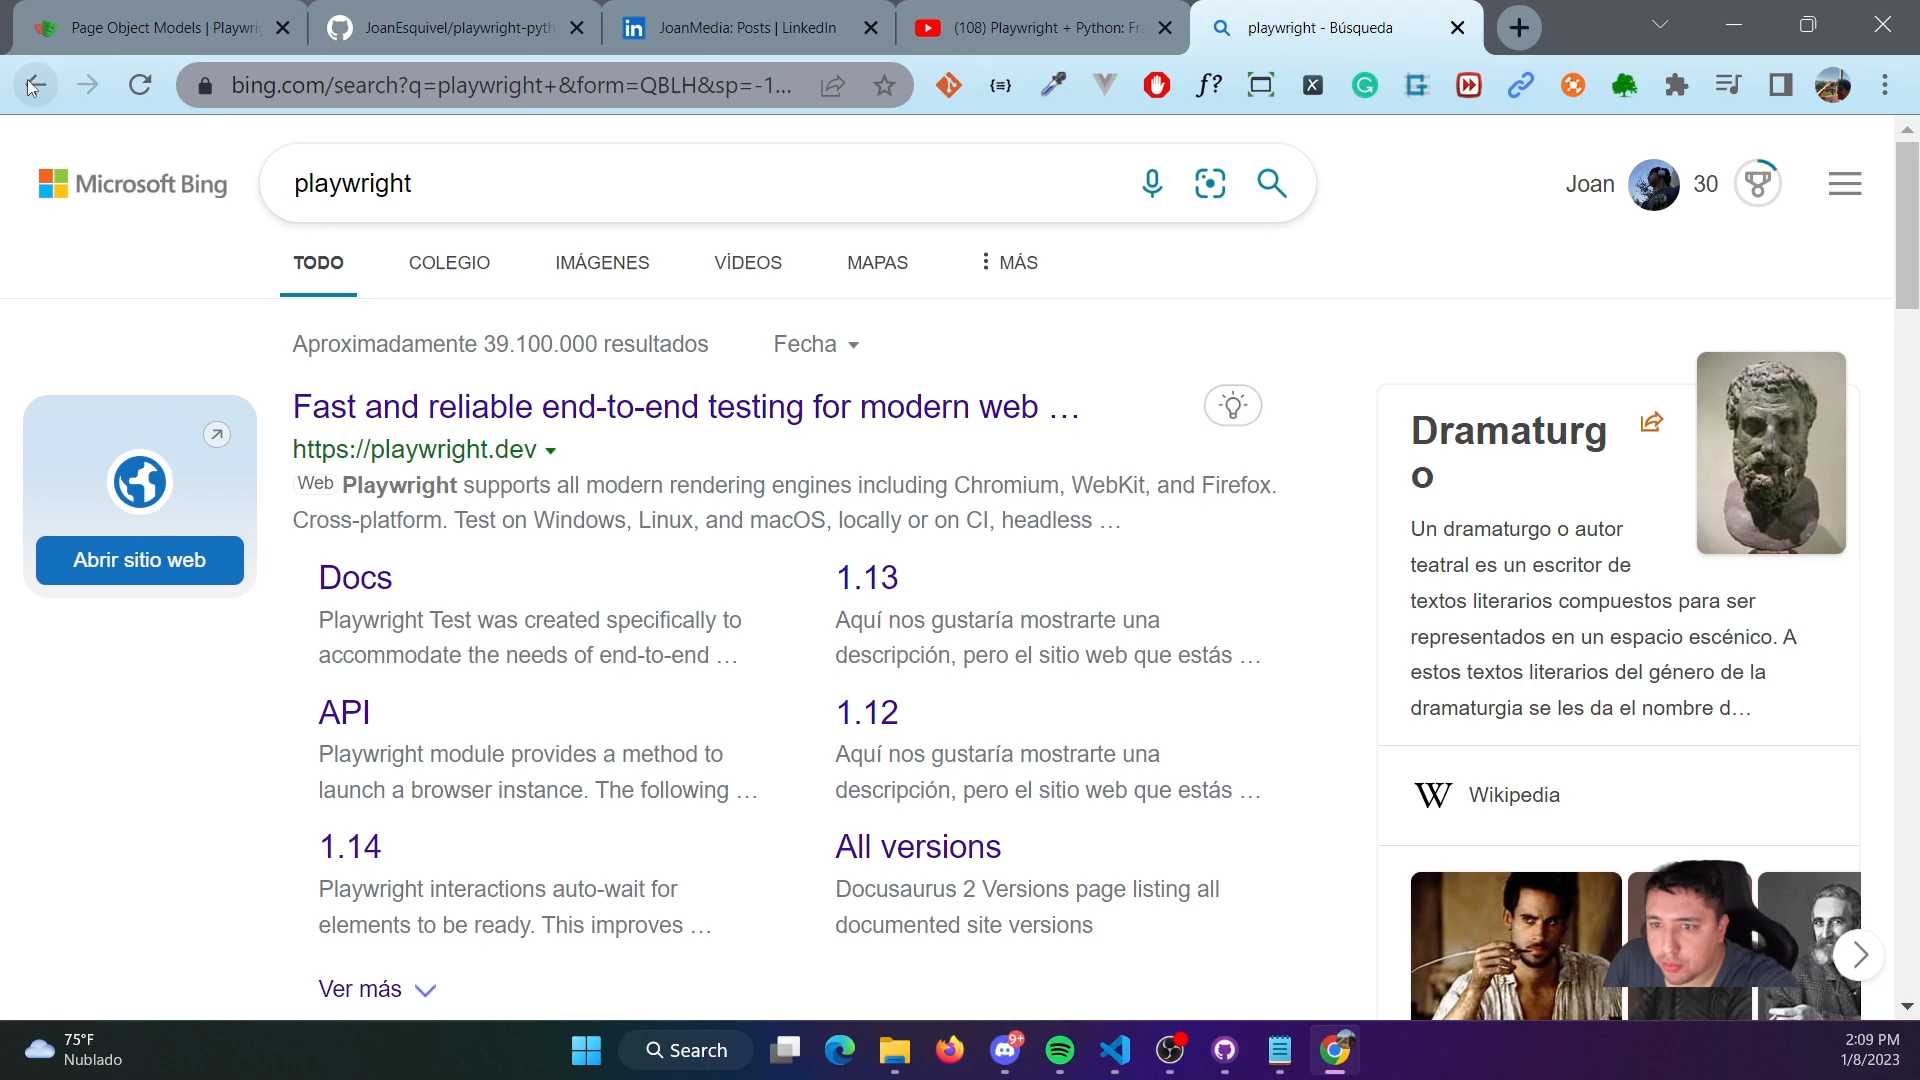 Page Object Models | Playwri
JoanEsquivel/playwright-pyth
JoanMedia: Posts | LinkedIn
(108) Playwright + Python: Fra
playwright - Búsqueda
bing.com/search?q=playwright+&form=QBLH&sp=-1...
Microsoft Bing
playwright
Joan
30
TODO
COLEGIO
IMÁGENES
VÍDEOS
MAPAS
MÁS
Aproximadamente 39.100.000 resultados
Fecha
Abrir sitio web
Fast and reliable end-to-end testing for modern web …
https://playwright.dev
Web Playwright supports all modern rendering engines including Chromium, WebKit, and Firefox.
Cross-platform. Test on Windows, Linux, and macOS, locally or on CI, headless …
Docs
Playwright Test was created specifically to
accommodate the needs of end-to-end …
1.13
Aquí nos gustaría mostrarte una
descripción, pero el sitio web que estás …
API
Playwright module provides a method to
launch a browser instance. The following …
1.12
Aquí nos gustaría mostrarte una
descripción, pero el sitio web que estás …
1.14
Playwright interactions auto-wait for
elements to be ready. This improves …
All versions
Docusaurus 2 Versions page listing all
documented site versions
Ver más
Dramaturg
o
Un dramaturgo o autor
teatral es un escritor de
textos literarios compuestos para ser
representados en un espacio escénico. A
estos textos literarios del género de la
dramaturgia se les da el nombre d…
W Wikipedia
75°F
Nublado
Search
9+
2:09 PM
1/8/2023